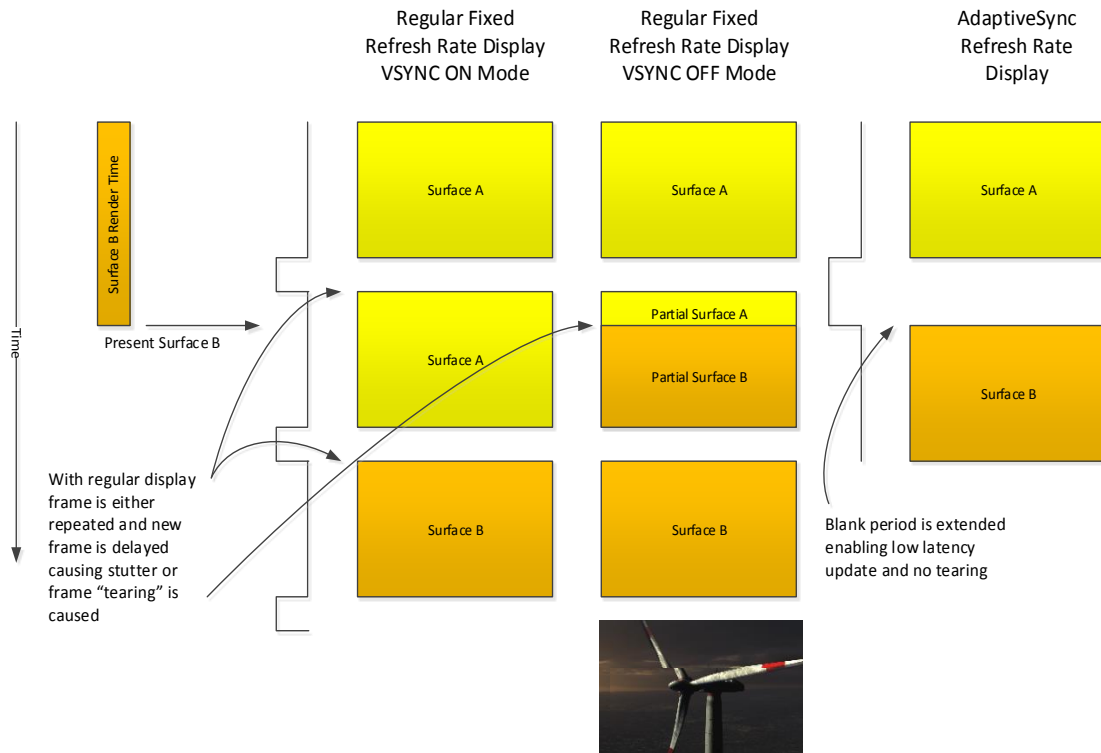 Regular Fixed
Refresh Rate Display
VSYNC ON Mode
Regular Fixed
Refresh Rate Display
VSYNC OFF Mode
AdaptiveSync
Refresh Rate
Display
Time
Surface B Render Time
Present Surface B
Surface A
Surface A
Surface B
Surface A
Partial Surface A
Partial Surface B
Surface B
Surface A
Surface B
With regular display
frame is either
repeated and new
frame is delayed
causing stutter or
frame “tearing” is
caused
Blank period is extended
enabling low latency
update and no tearing